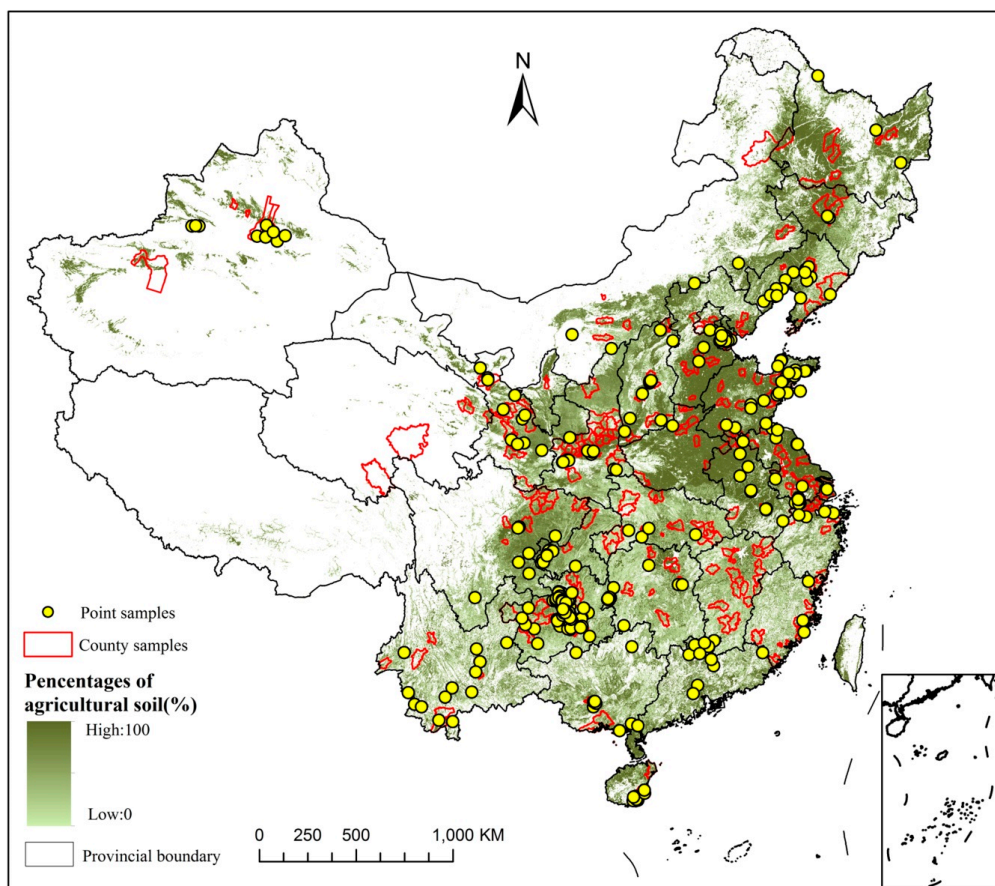 N
Point samples
County samples
Pencentages of
agricultural soil(%)
High:100
Low:0
Provincial boundary
0 250 500 1,000 KM